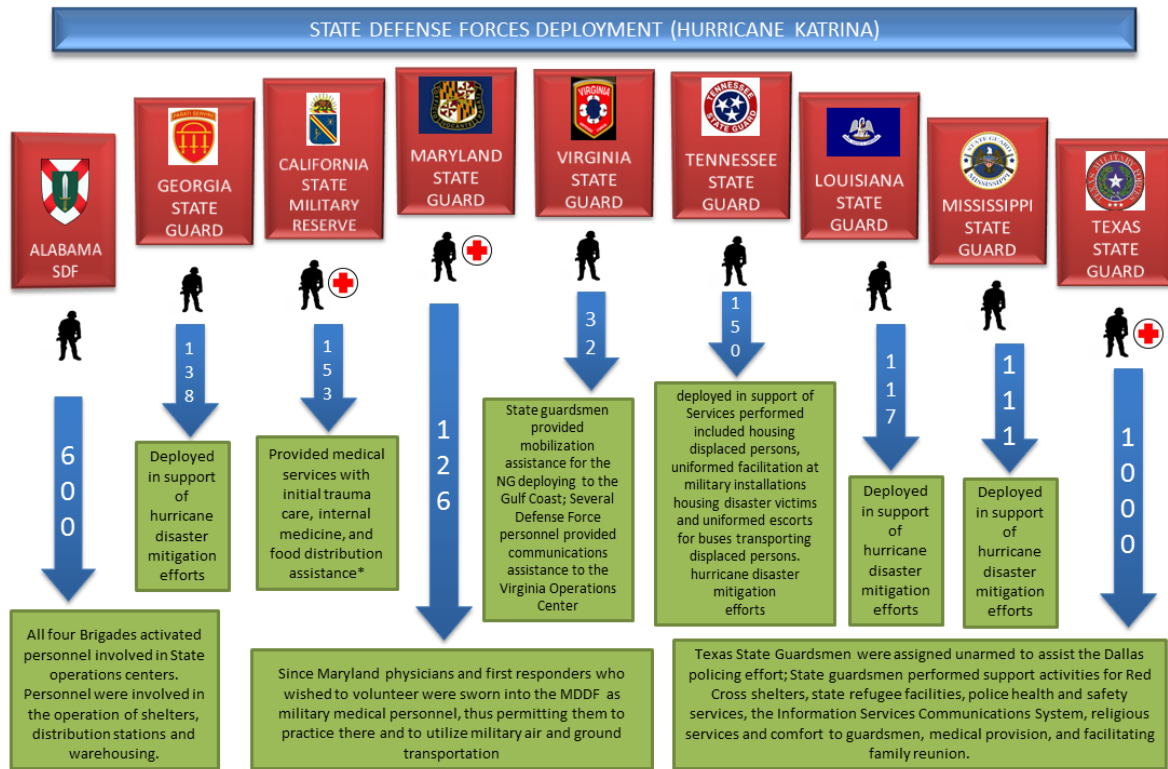 STATE DEFENSE FORCES DEPLOYMENT (HURRICANE KATRINA)
ALABAMA
SDF
600
All four Brigades activated
personnel involved in State
operations centers.
Personnel were involved in
the operation of shelters,
distribution stations and
warehousing.
GEORGIA
STATE
GUARD
138
Deployed
in support
of
hurricane
disaster
mitigation
efforts
CALIFORNIA
STATE
MILITARY
RESERVE
153
Provided medical
services with
initial trauma
care, internal
medicine, and
food distribution
assistance*
MARYLAND
STATE
GUARD
126
Since Maryland physicians and first responders who
wished to volunteer were sworn into the MDDF as
military medical personnel, thus permitting them to
practice there and to utilize military air and ground
transportation
VIRGINIA
VIRGINIA
STATE
GUARD
32
State guardsmen
provided
mobilization
assistance for the
NG deploying to the
Gulf Coast; Several
Defense Force
personnel provided
communications
assistance to the
Virginia Operations
Center
TENNESSEE
STATE GUARD
TENNESSEE
STATE
GUARD
150
deployed in support of
Services performed
included housing
displaced persons,
uniformed facilitation at
military installations
housing disaster victims
and uniformed escorts
for buses transporting
displaced persons.
hurricane disaster
mitigation
efforts
LOUISIANA
STATE
GUARD
117
Deployed
in support
of
hurricane
disaster
mitigation
efforts
STATE GUARD
MISSISSIPPI
MISSISSIPPI
STATE
GUARD
111
Deployed
in support
of
hurricane
disaster
mitigation
efforts
TEXAS MILITARY FORCES
TEXAS
STATE
GUARD
1000
Texas State Guardsmen were assigned unarmed to assist the Dallas
policing effort; State guardsmen performed support activities for Red
Cross shelters, state refugee facilities, police health and safety
services, the Information Services Communications System, religious
services and comfort to guardsmen, medical provision, and facilitating
family reunion.